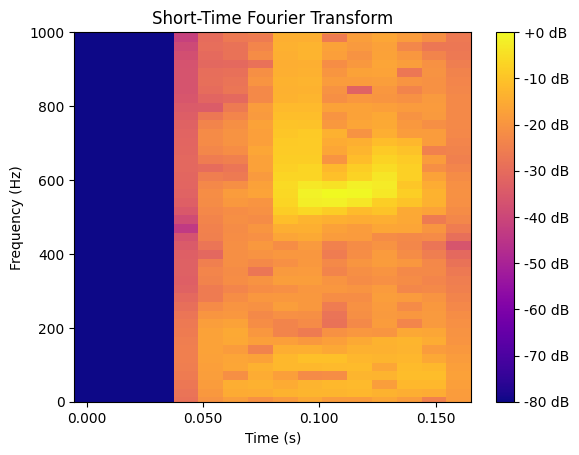 Short-Time Fourier Transform
1000
800
600
400
200
0
Frequency (Hz)
0.000
0.050
0.100
0.150
Time (s)
+0 dB
-10 dB
-20 dB
-30 dB
-40 dB
-50 dB
-60 dB
-70 dB
-80 dB